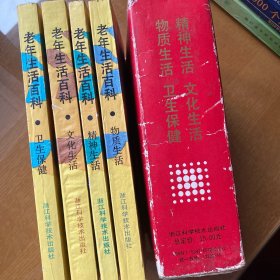 老年生活百科·卫生保健
浙江科学技术出版社
老年生活百科·文化生活
浙江科学技术出版社
老年生活百科·精神生活
浙江科学技术出版社
老年生活百科·物质生活
浙江科学技术出版社
精神生活 文化生活
物质生活 卫生保健
浙江科学技术出版社